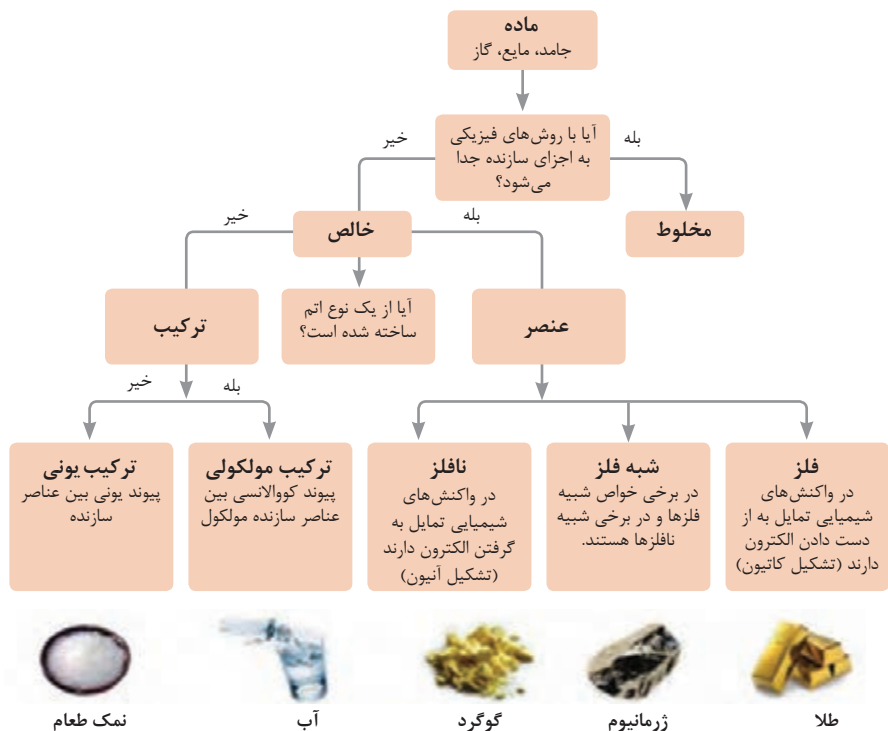 ماده
جامد، مایع، گاز
آیا با روش‌های فیزیکی
به اجزای سازنده جدا
می‌شود؟
بله
خیر
مخلوط
خالص
بله
خیر
آیا از یک نوع اتم
ساخته شده است؟
عنصر
ترکیب
بله
خیر
فلز
در واکنش‌های
شیمیایی تمایل به از
دست دادن الکترون
دارند (تشکیل کاتیون)
شبه فلز
در برخی خواص شبیه
فلزها و در برخی شبیه
نافلزها هستند.
نافلز
در واکنش‌های
شیمیایی تمایل به
گرفتن الکترون دارند
(تشکیل آنیون)
ترکیب مولکولی
پیوند کووالانسی بین
عناصر سازنده مولکول
ترکیب یونی
پیوند یونی بین عناصر
سازنده
طلا
ژرمانیوم
گوگرد
آب
نمک طعام